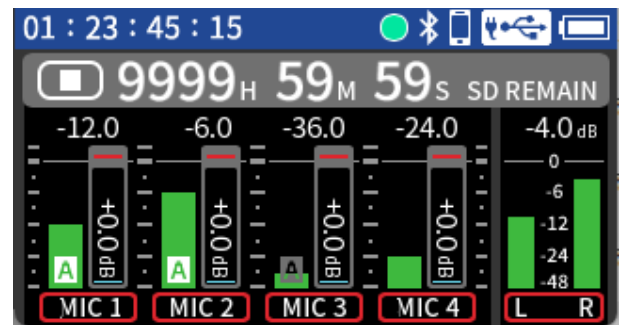 01 : 23 : 45 : 15
9999H 59M 59S SD REMAIN
-12.0 -6.0 -36.0 -24.0 -4.0 dB
0
-6
-12
-24
-48
+0.0dB +0.0dB +0.0dB +0.0dB
A A A
MIC 1 MIC 2 MIC 3 MIC 4 L R